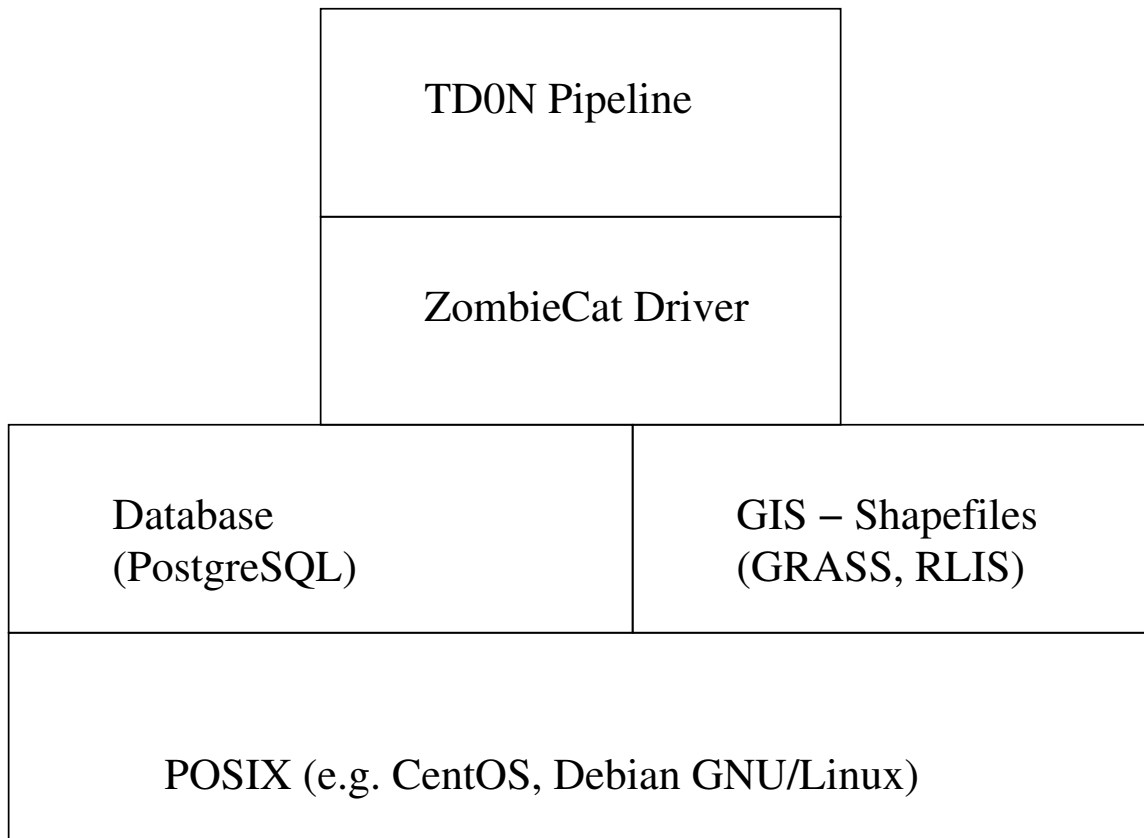 TD0N Pipeline
ZombieCat Driver
Database
(PostgreSQL)
GIS − Shapefiles
(GRASS, RLIS)
POSIX (e.g. CentOS, Debian GNU/Linux)